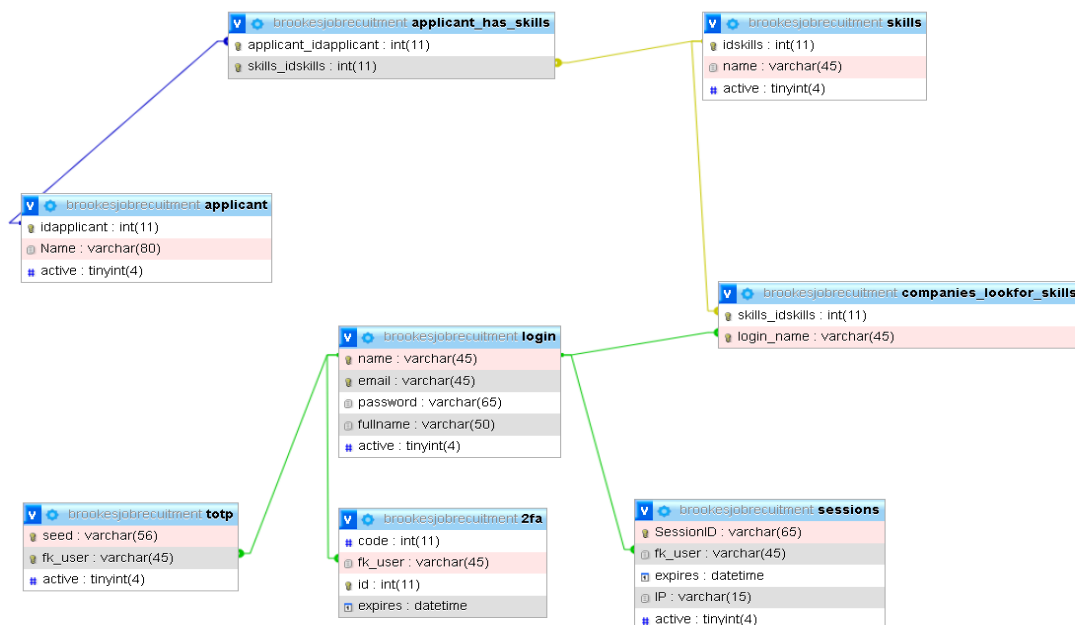 brookesjobrecuitment applicant_has_skills
applicant_idapplicant : int(11)
skills_idskills : int(11)
brookesjobrecuitment skills
idskills : int(11)
name : varchar(45)
active : tinyint(4)
brookesjobrecuitment applicant
idapplicant : int(11)
Name : varchar(80)
active : tinyint(4)
brookesjobrecuitment companies_lookfor_skills
skills_idskills : int(11)
login_name : varchar(45)
brookesjobrecuitment login
name : varchar(45)
email : varchar(45)
password : varchar(65)
fullname : varchar(50)
active : tinyint(4)
brookesjobrecuitment totp
seed : varchar(56)
fk_user : varchar(45)
active : tinyint(4)
brookesjobrecuitment 2fa
code : int(11)
fk_user : varchar(45)
id : int(11)
expires : datetime
brookesjobrecuitment sessions
SessionID : varchar(65)
fk_user : varchar(45)
expires : datetime
IP : varchar(15)
active : tinyint(4)